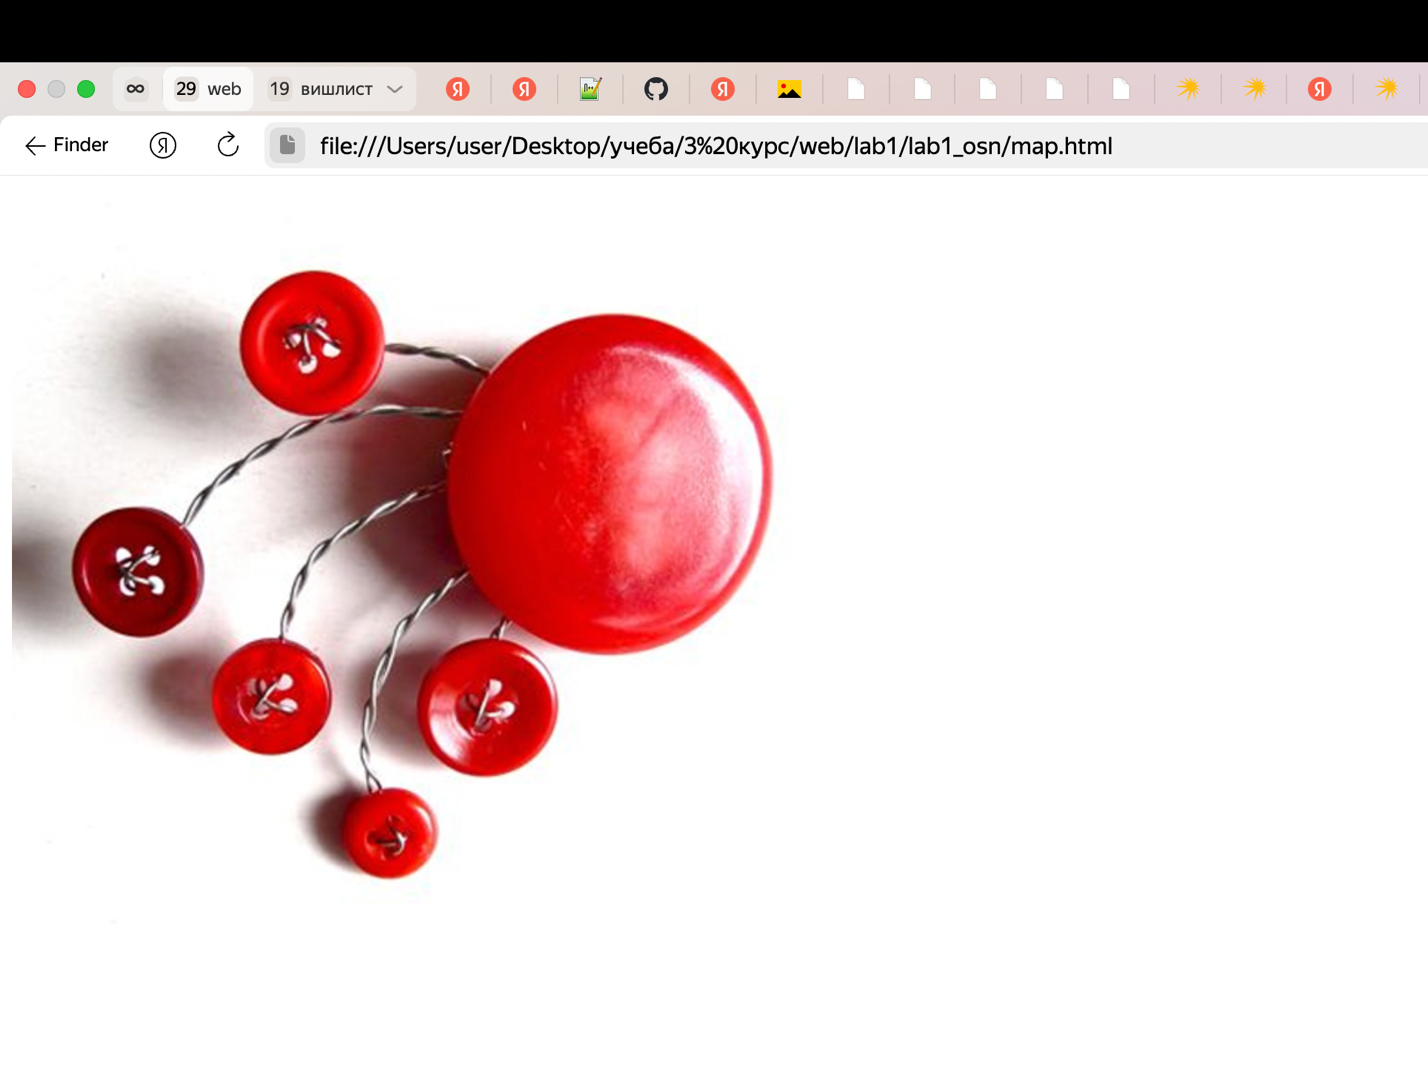 ∞ 29 web 19 вишлист Я Я Я Я
Finder Я file:///Users/user/Desktop/учеба/3%20курс/web/lab1/lab1_osn/map.html